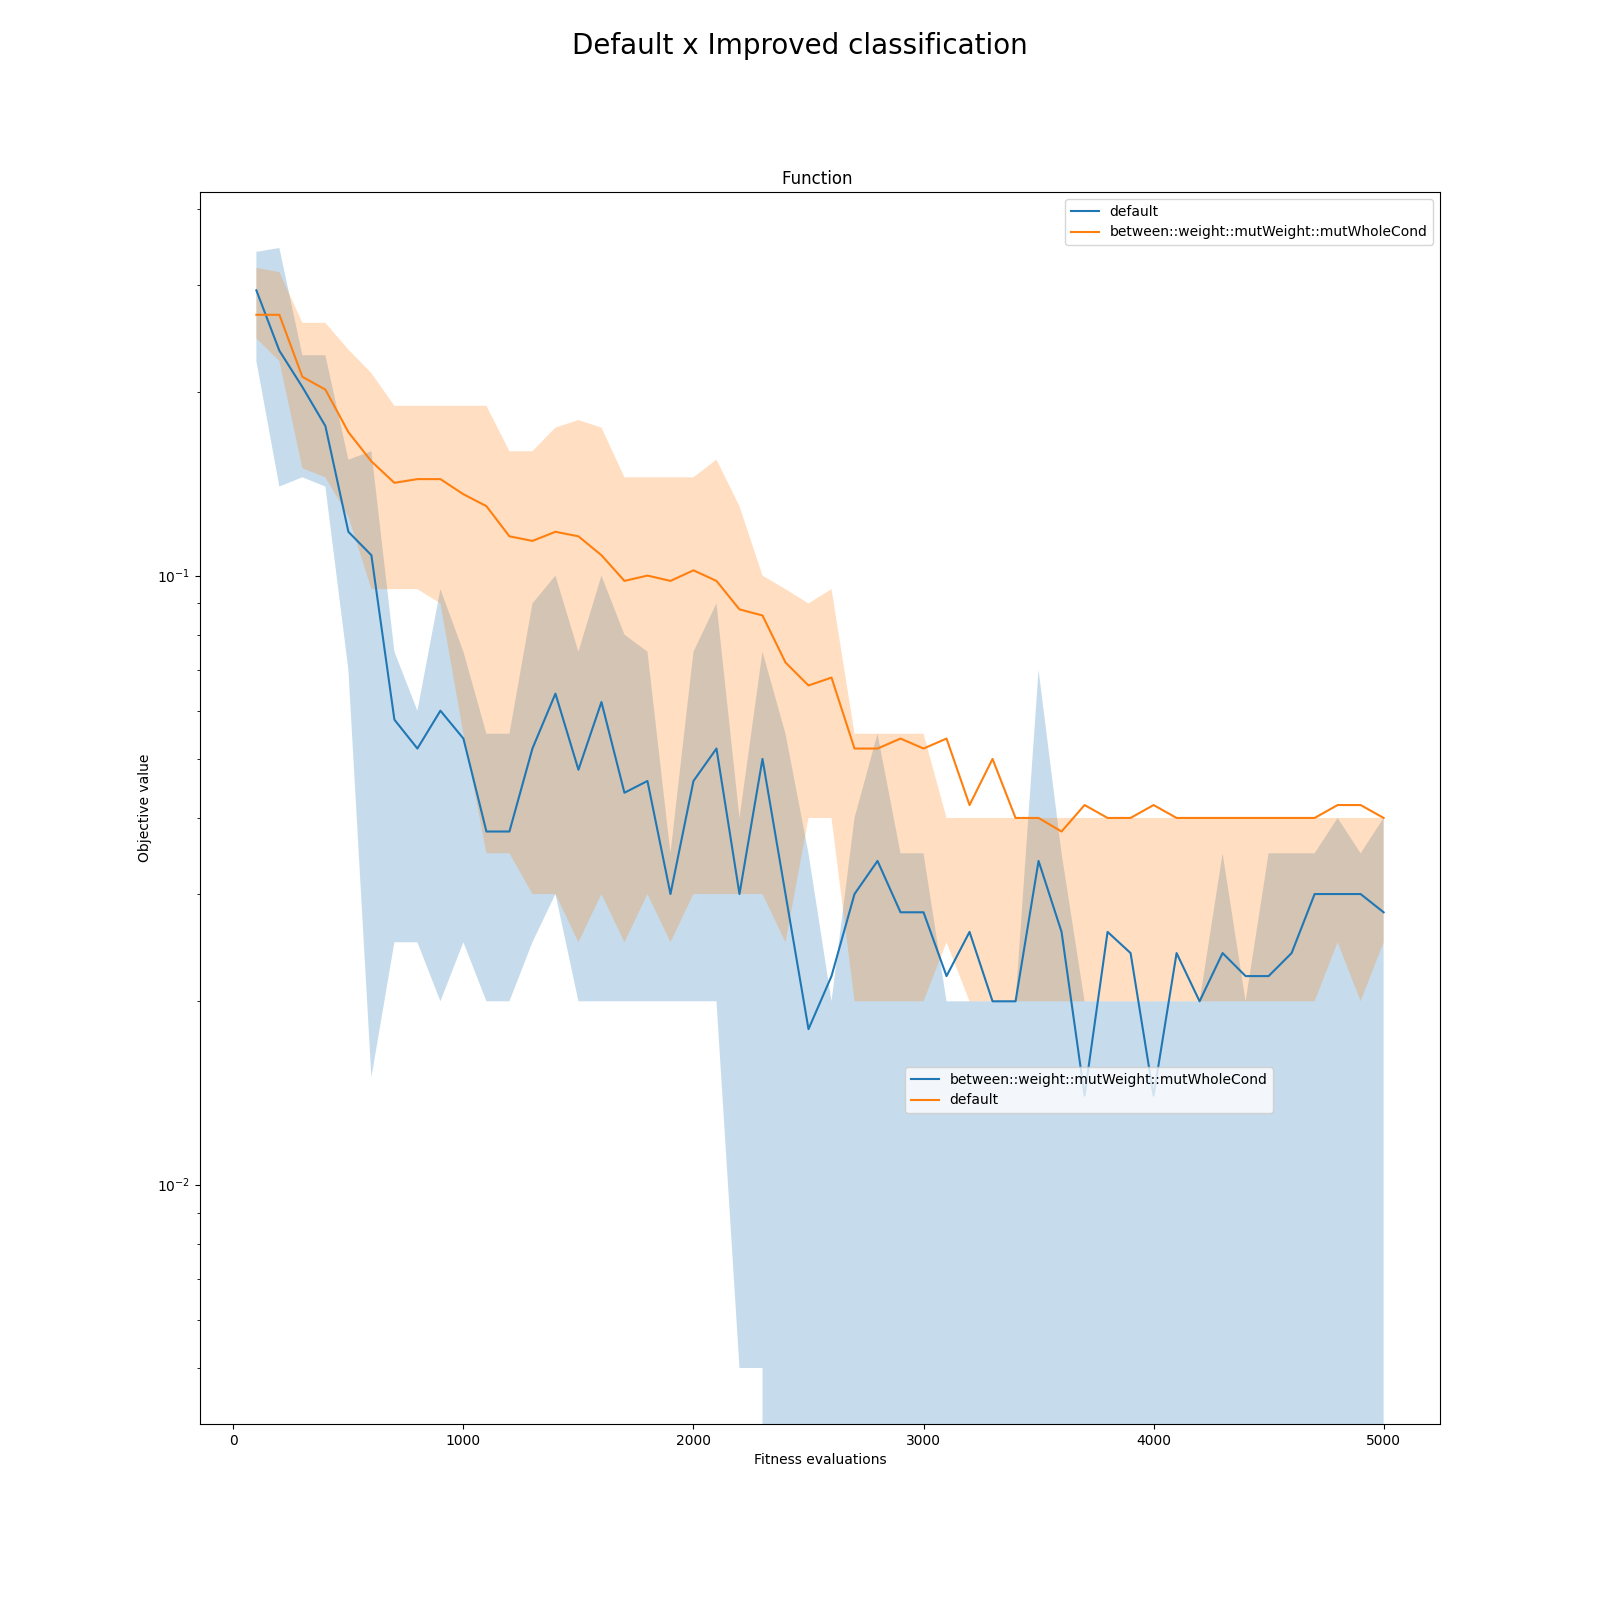 Default x Improved classification
Function
default
between::weight::mutWeight::mutWholeCond
10⁻¹
Objective value
between::weight::mutWeight::mutWholeCond
default
10⁻²
0 1000 2000 3000 4000 5000
Fitness evaluations